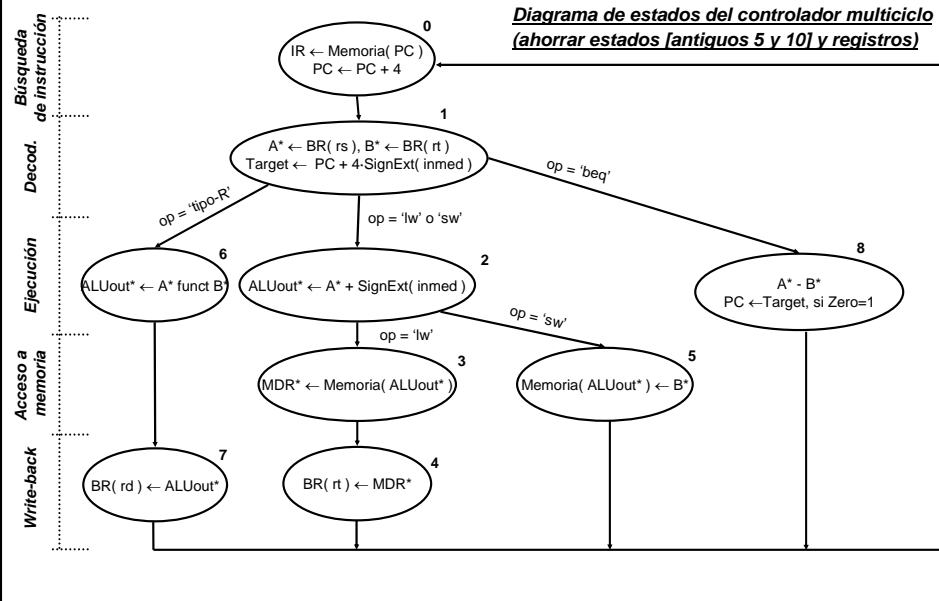 Diagrama de estados del controlador multiciclo
(ahorrar estados [antiguos 5 y 10] y registros)
Búsqueda
de instrucción
0
IR ← Memoria( PC )
PC ← PC + 4
Decod.
1
A* ← BR( rs ), B* ← BR( rt )
Target ← PC + 4·SignExt( inmed )
op = 'tipo-R'
op = 'lw' o 'sw'
op = 'beq'
Ejecución
6
ALUout* ← A* funct B*
2
ALUout* ← A* + SignExt( inmed )
8
A* - B*
PC ←Target, si Zero=1
op = 'lw'
op = 'sw'
Acceso a
memoria
3
MDR* ← Memoria( ALUout* )
5
Memoria( ALUout* ) ← B*
Write-back
7
BR( rd ) ← ALUout*
4
BR( rt ) ← MDR*